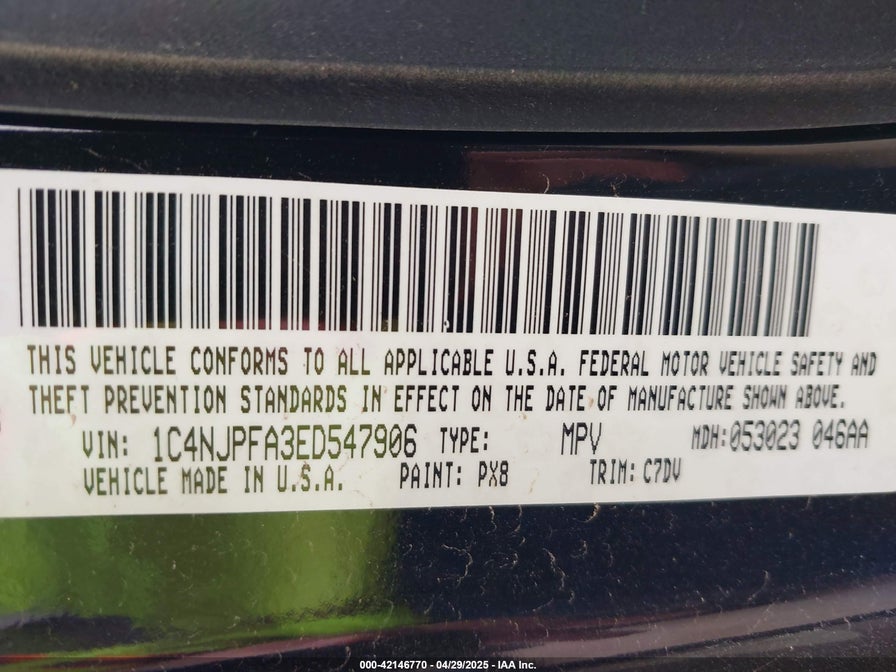 THIS VEHICLE CONFORMS TO ALL APPLICABLE U.S.A. FEDERAL MOTOR VEHICLE SAFETY AND
THEFT PREVENTION STANDARDS IN EFFECT ON THE DATE OF MANUFACTURE SHOWN ABOVE.
VIN: 1C4NJPFA3ED547906 TYPE: MPV MDH:053023 046AA
VEHICLE MADE IN U.S.A. PAINT: PX8 TRIM: C7DV
000-42146770 - 04/29/2025 - IAA Inc.